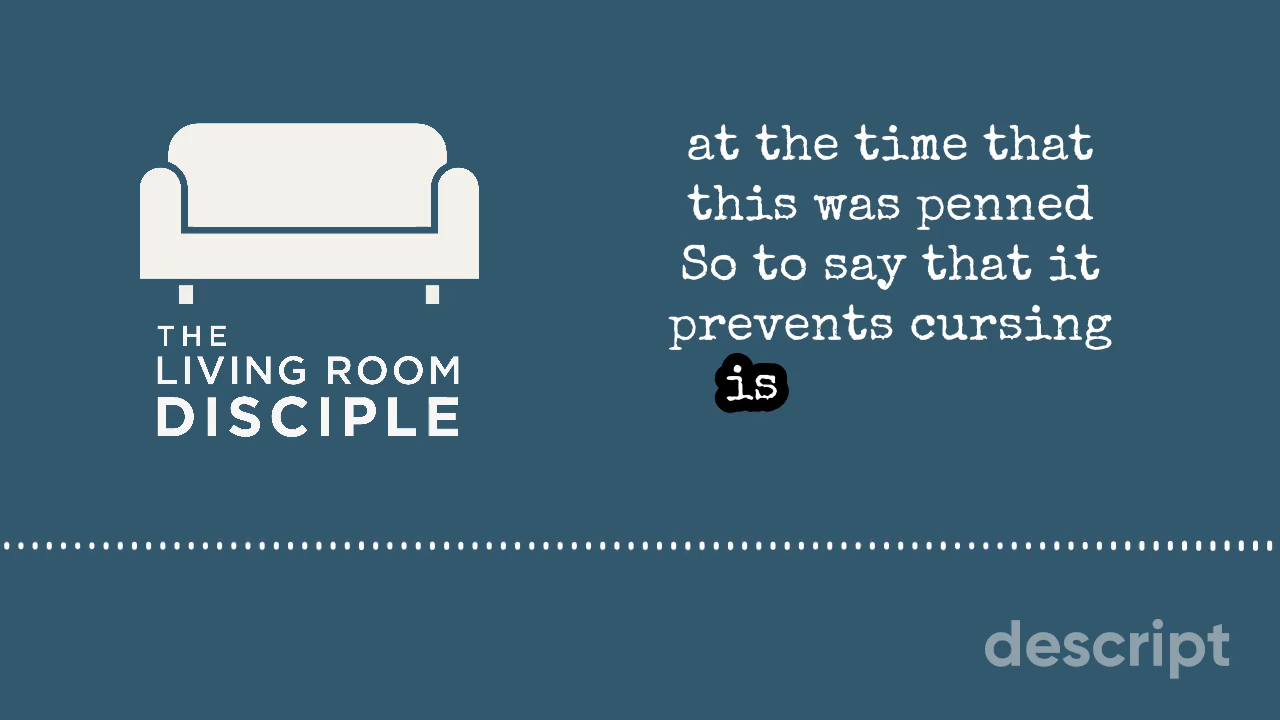 THE
LIVING ROOM
DISCIPLE
at the time that
this was penned
So to say that it
prevents cursing
is
descript